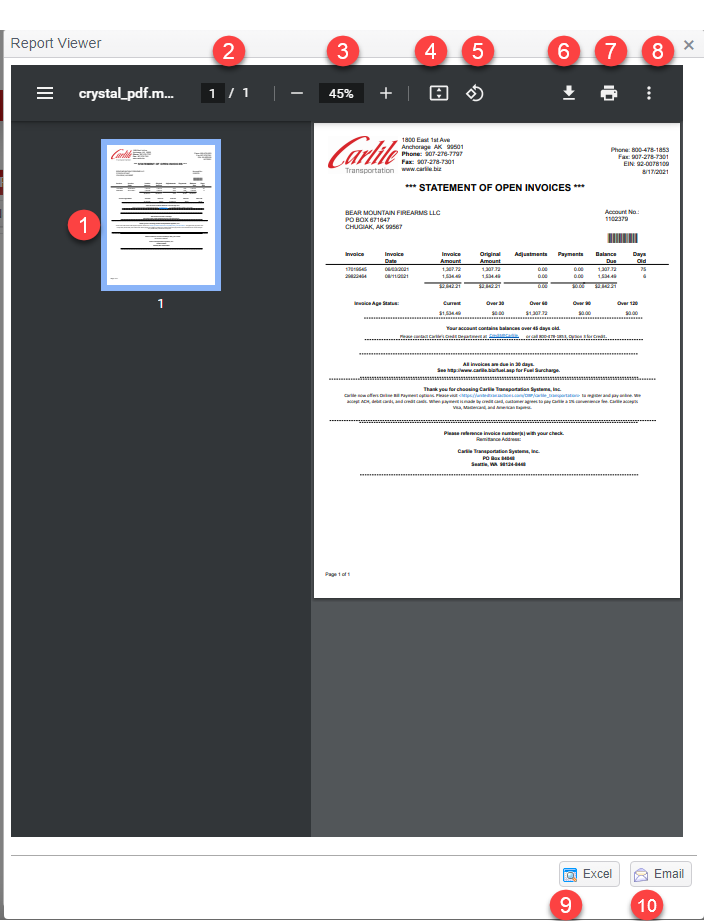 Report Viewer
2
3
4
5
6
7
8
×
crystal_pdf.m...
1 / 1
45%
1
1
Carlile
Transportation
1800 East 1st Ave
Anchorage AK 99501
Phone: 907-276-7797
Fax: 907-278-7301
www.carlile.biz
Phone: 800-478-1853
Fax: 907-278-7301
EIN: 92-0078109
8/17/2021
*** STATEMENT OF OPEN INVOICES ***
BEAR MOUNTAIN FIREARMS LLC
PO BOX 671647
CHUGIAK, AK 99567
Account No.:
1102379
Invoice Invoice Date Invoice Amount Original Amount Adjustments Payments Balance Due Days Old
17019545 06/03/2021 1,307.72 1,307.72 0.00 0.00 1,307.72 75
29822464 08/11/2021 1,534.49 1,534.49 0.00 0.00 1,534.49 6
$2,842.21 $2,842.21 0.00 $0.00 $2,842.21
Invoice Age Status: Current Over 30 Over 60 Over 90 Over 120
$1,534.49 $0.00 $1,307.72 $0.00 $0.00
Your account contains balances over 45 days old.
Please contact Carlile's Credit Department at Credit@Carlile. or call 800-478-1853, Option 3 for Credit.
All invoices are due in 30 days.
See http://www.carlile.biz/fuel.asp for Fuel Surcharge.
Thank you for choosing Carlile Transportation Systems, Inc.
Carlile now offers Online Bill Payment options. Please visit to register and pay online. We
accept ACH, debit cards, and credit cards. When payment is made by credit card, customer agrees to pay Carlile a 3% convenience fee. Carlile accepts
Visa, Mastercard, and American Express.
Please reference invoice number(s) with your check.
Remittance Address:
Carlile Transportation Systems, Inc.
PO Box 84048
Seattle, WA 98124-8448
Page 1 of 1
Excel
Email
9
10